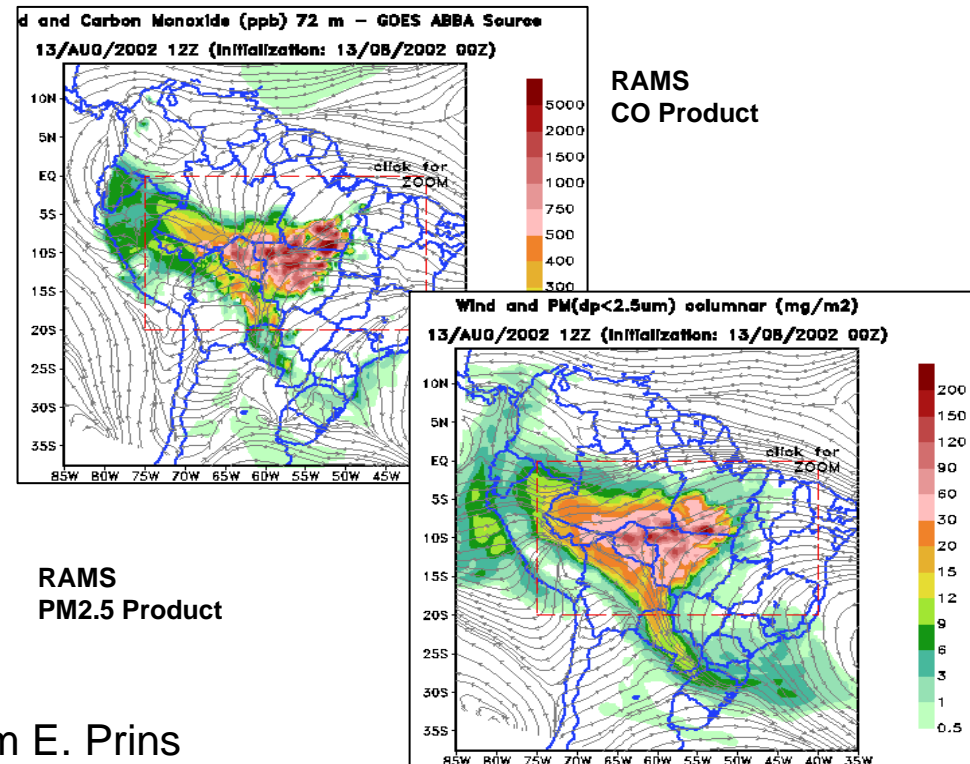 d and Carbon Monoxide (ppb) 72 m – GOES ABBA Source
13/AUG/2002 12Z (Initialization: 13/08/2002 00Z)
RAMS
CO Product
10N
5N
EQ
5S
10S
15S
20S
25S
30S
35S
85W 80W 75W 70W 65W 60W 55W 50W 45W
click for
ZOOM
5000
2000
1500
1000
750
500
400
300
Wind and PM(dp<2.5um) columnar (mg/m2)
13/AUG/2002 12Z (Initialization: 13/08/2002 00Z)
10N
5N
EQ
5S
10S
15S
20S
25S
30S
35S
85W 80W 75W 70W 65W 60W 55W 50W 45W 40W 35W
click for
ZOOM
200
150
120
90
60
30
20
15
12
9
6
3
1
0.5
RAMS
PM2.5 Product
m E. Prins